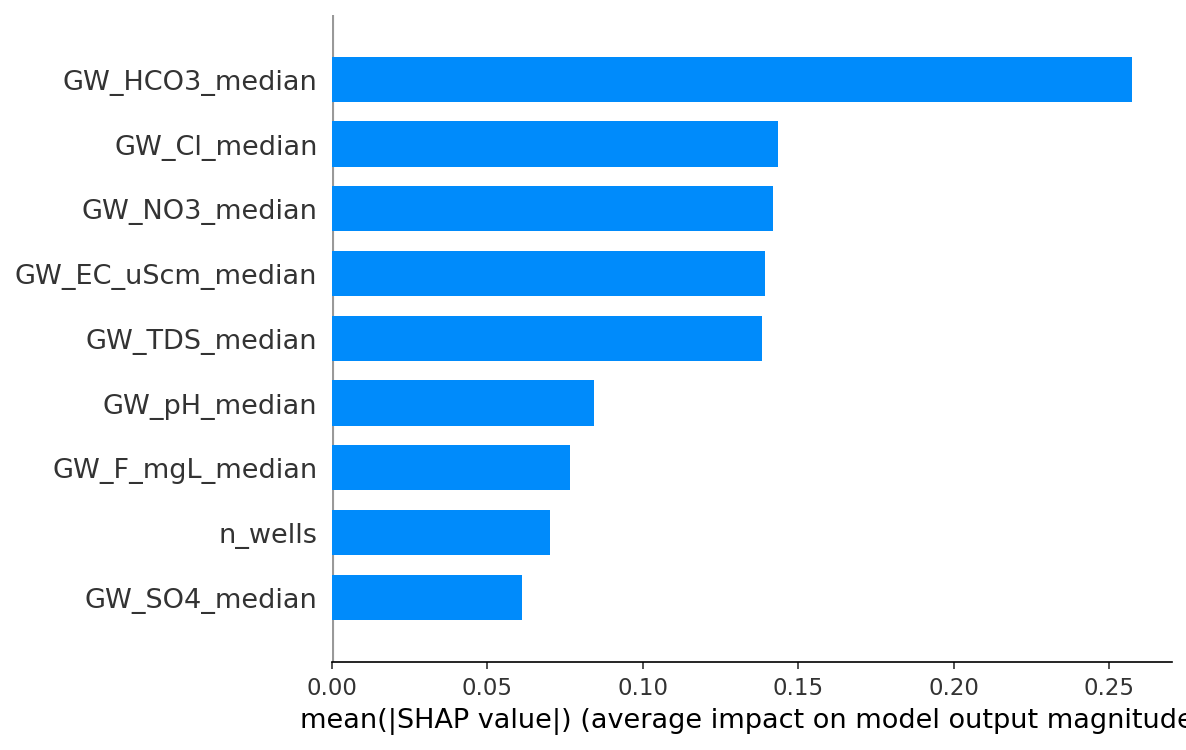 GW_HCO3_median
GW_Cl_median
GW_NO3_median
GW_EC_uScm_median
GW_TDS_median
GW_pH_median
GW_F_mgL_median
n_wells
GW_SO4_median
0.00 0.05 0.10 0.15 0.20 0.25
mean(|SHAP value|) (average impact on model output magnitude